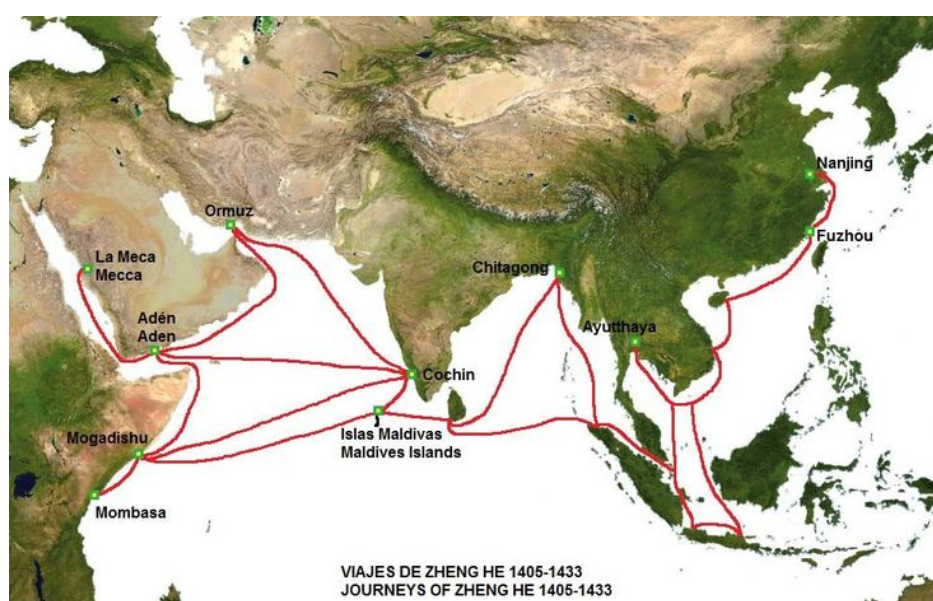 Nanjing
Ormuz
Fuzhou
La Meca
Mecca
Chitagong
Adén
Aden
Ayutthaya
Cochin
Mogadishu
Islas Maldivas
Maldives Islands
Mombasa
VIAJES DE ZHENG HE 1405-1433
JOURNEYS OF ZHENG HE 1405-1433